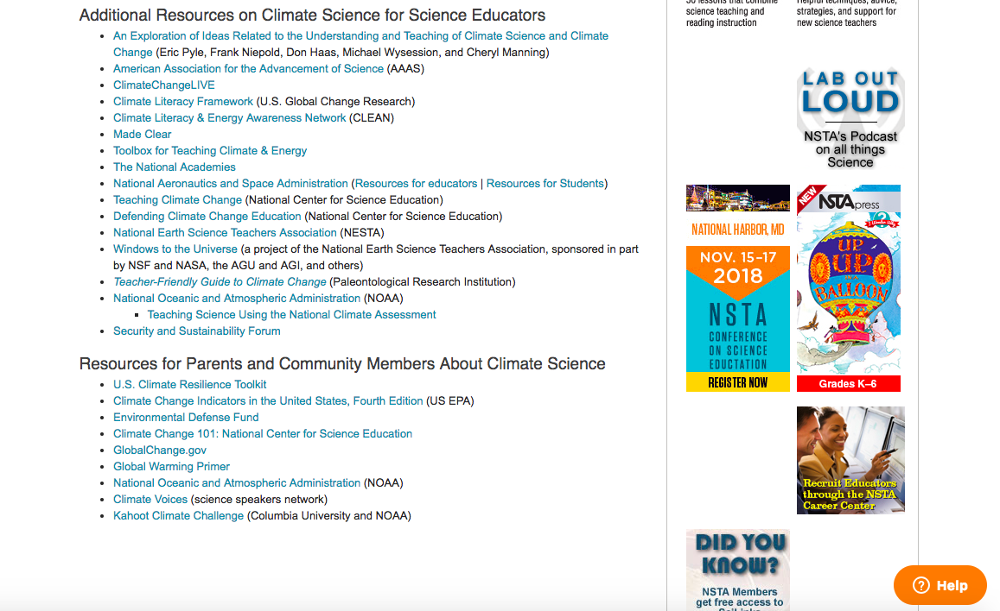 Additional Resources on Climate Science for Science Educators
An Exploration of Ideas Related to the Understanding and Teaching of Climate Science and Climate
Change (Eric Pyle, Frank Niepold, Don Haas, Michael Wysession, and Cheryl Manning)
American Association for the Advancement of Science (AAAS)
ClimateChangeLIVE
Climate Literacy Framework (U.S. Global Change Research)
Climate Literacy & Energy Awareness Network (CLEAN)
Made Clear
Toolbox for Teaching Climate & Energy
The National Academies
National Aeronautics and Space Administration (Resources for educators | Resources for Students)
Teaching Climate Change (National Center for Science Education)
Defending Climate Change Education (National Center for Science Education)
National Earth Science Teachers Association (NESTA)
Windows to the Universe (a project of the National Earth Science Teachers Association, sponsored in part
by NSF and NASA, the AGU and AGI, and others)
Teacher-Friendly Guide to Climate Change (Paleontological Research Institution)
National Oceanic and Atmospheric Administration (NOAA)
Teaching Science Using the National Climate Assessment
Security and Sustainability Forum
Resources for Parents and Community Members About Climate Science
U.S. Climate Resilience Toolkit
Climate Change Indicators in the United States, Fourth Edition (US EPA)
Environmental Defense Fund
Climate Change 101: National Center for Science Education
GlobalChange.gov
Global Warming Primer
National Oceanic and Atmospheric Administration (NOAA)
Climate Voices (science speakers network)
Kahoot Climate Challenge (Columbia University and NOAA)
50 lessons that combine
science teaching and
reading instruction
Helpful techniques, advice,
strategies, and support for
new science teachers
LAB OUT
LOUD
NSTA's Podcast
on all things
Science
NATIONAL HARBOR, MD
NOV. 15-17
2018
NSTA
CONFERENCE
ON SCIENCE
EDUCTATION
REGISTER NOW
NEW
NSTApress
UP
UP
BALLOON
Grades K–6
Recruit Educators
through the NSTA
Career Center
DID YOU
KNOW?
NSTA Members
get free access to
Help